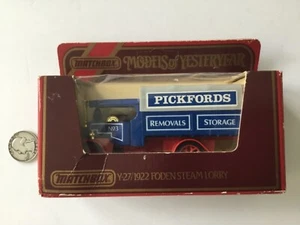 MATCHBOX MODELS OF YESTERYEAR
PICKFORDS
REMOVALS STORAGE
MATCHBOX Y-27/1922 FODEN STEAM LORRY